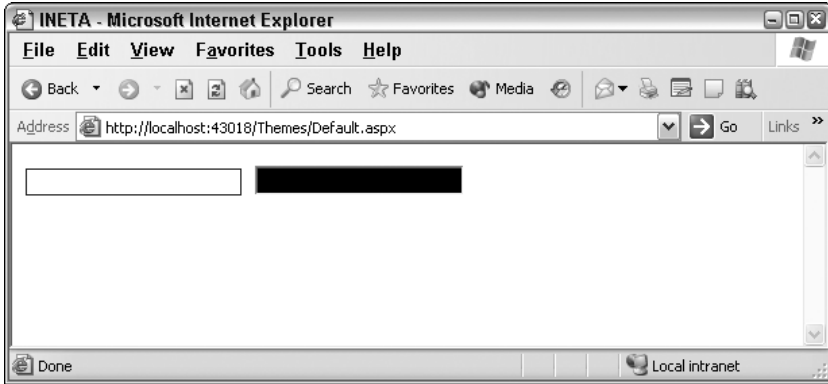 INETA - Microsoft Internet Explorer
File Edit View Favorites Tools Help
Back Search Favorites Media
Address http://localhost:43018/Themes/Default.aspx Go Links »
Done Local intranet